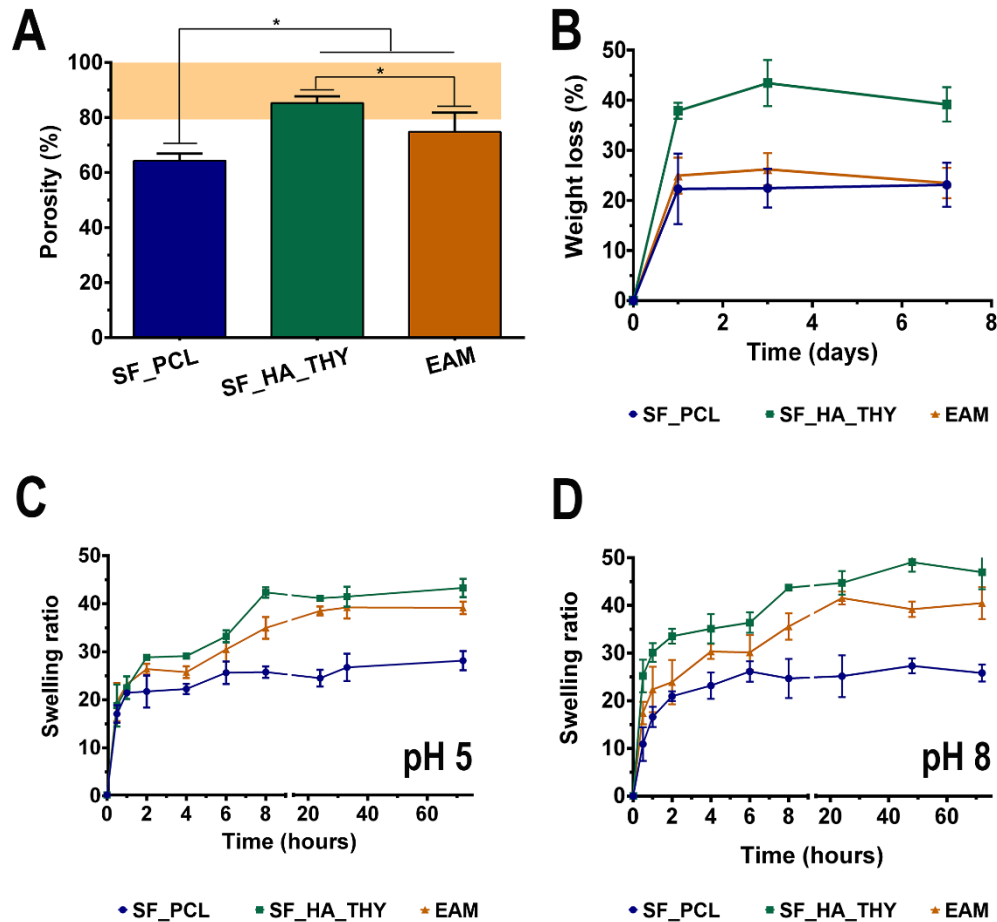 A
*
*
Porosity (%)
100
80
60
40
20
0
SF_PCL
SF_HA_THY
EAM
B
Weight loss (%)
50
40
30
20
10
0
0 2 4 6 8
Time (days)
SF_PCL SF_HA_THY EAM
C
Swelling ratio
50
40
30
20
10
0
pH 5
0 2 4 6 8 20 40 60
Time (hours)
SF_PCL SF_HA_THY EAM
D
Swelling ratio
50
40
30
20
10
0
pH 8
0 2 4 6 8 20 40 60
Time (hours)
SF_PCL SF_HA_THY EAM